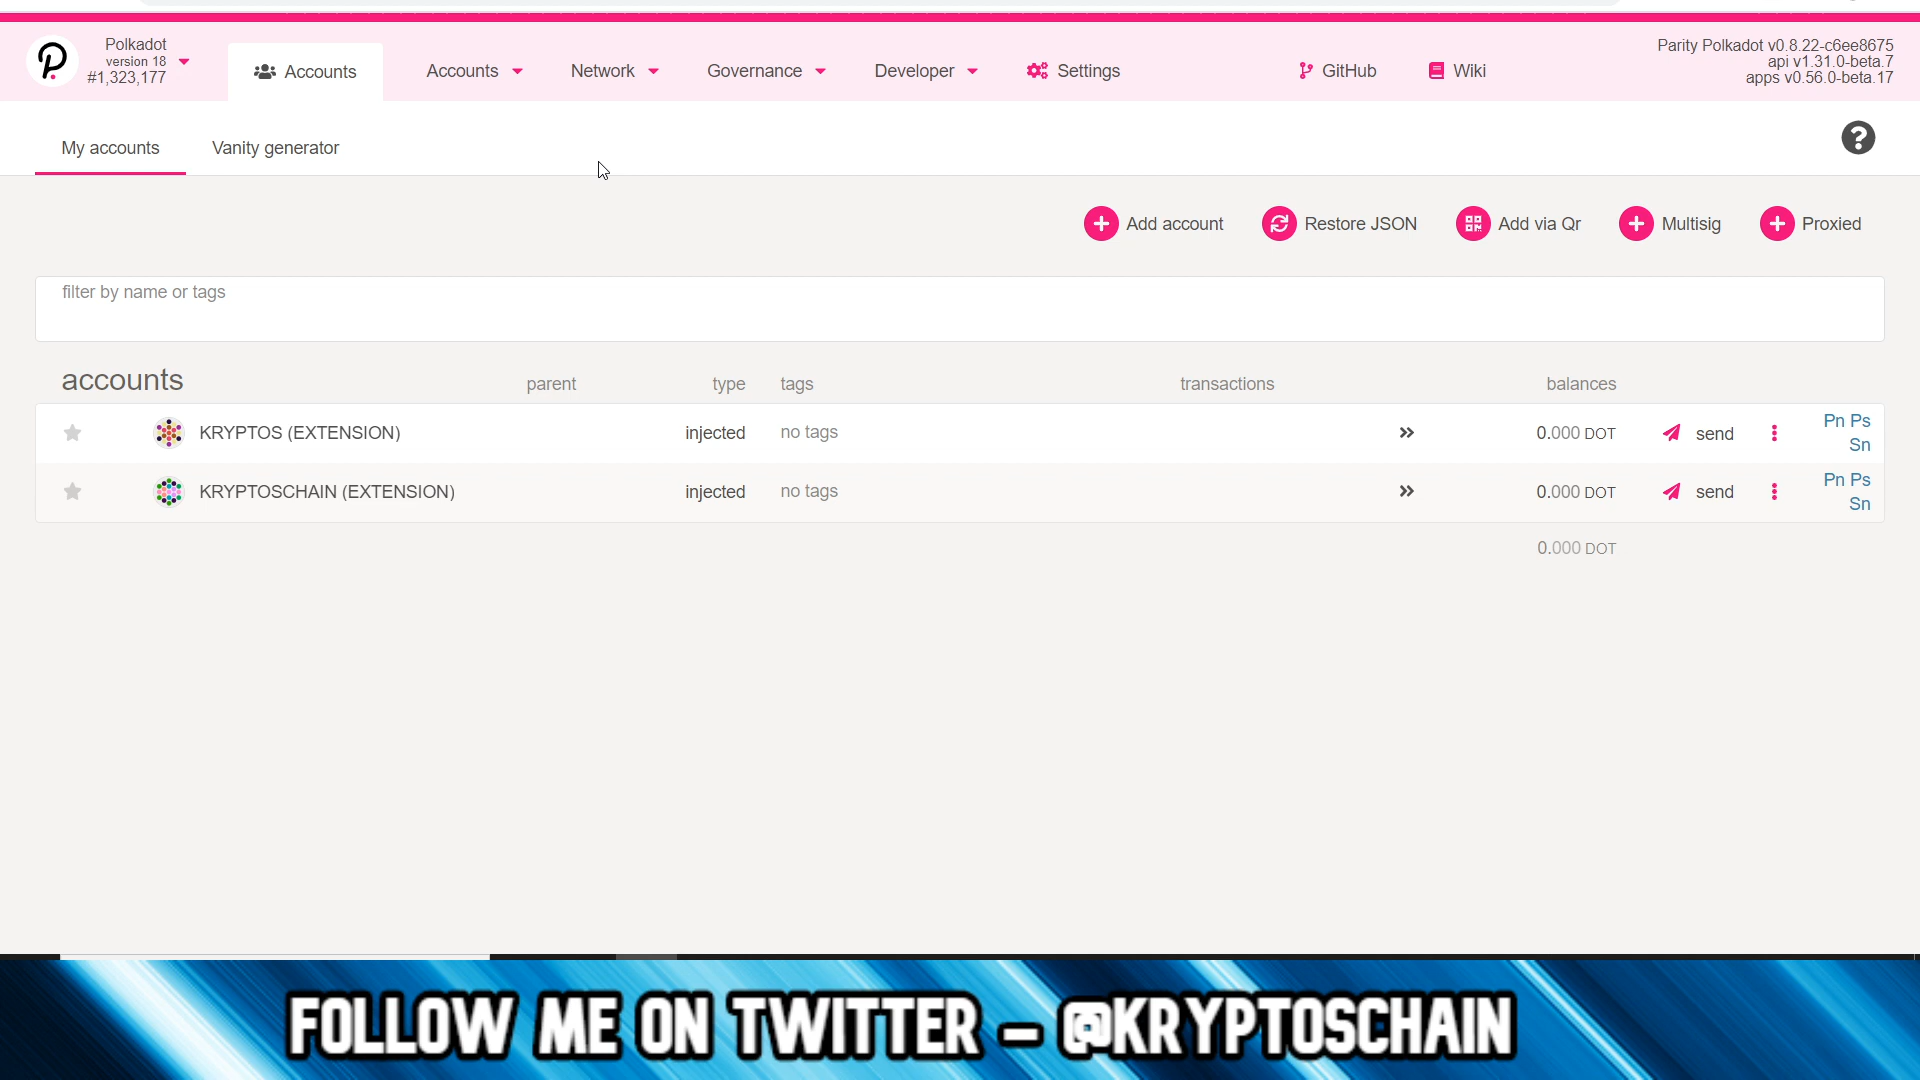 Polkadot
version 18
#1,323,177
Accounts
Accounts
Network
Governance
Developer
Settings
GitHub
Wiki
Parity Polkadot v0.8.22-c6ee8675
api v1.31.0-beta.7
apps v0.56.0-beta.17
My accounts
Vanity generator
Add account
Restore JSON
Add via Qr
Multisig
Proxied
filter by name or tags
accounts parent type tags transactions balances
KRYPTOS (EXTENSION) injected no tags 0.000 DOT send Pn Ps
Sn
KRYPTOSCHAIN (EXTENSION) injected no tags 0.000 DOT send Pn Ps
Sn
0.000 DOT
FOLLOW ME ON TWITTER – @KRYPTOSCHAIN